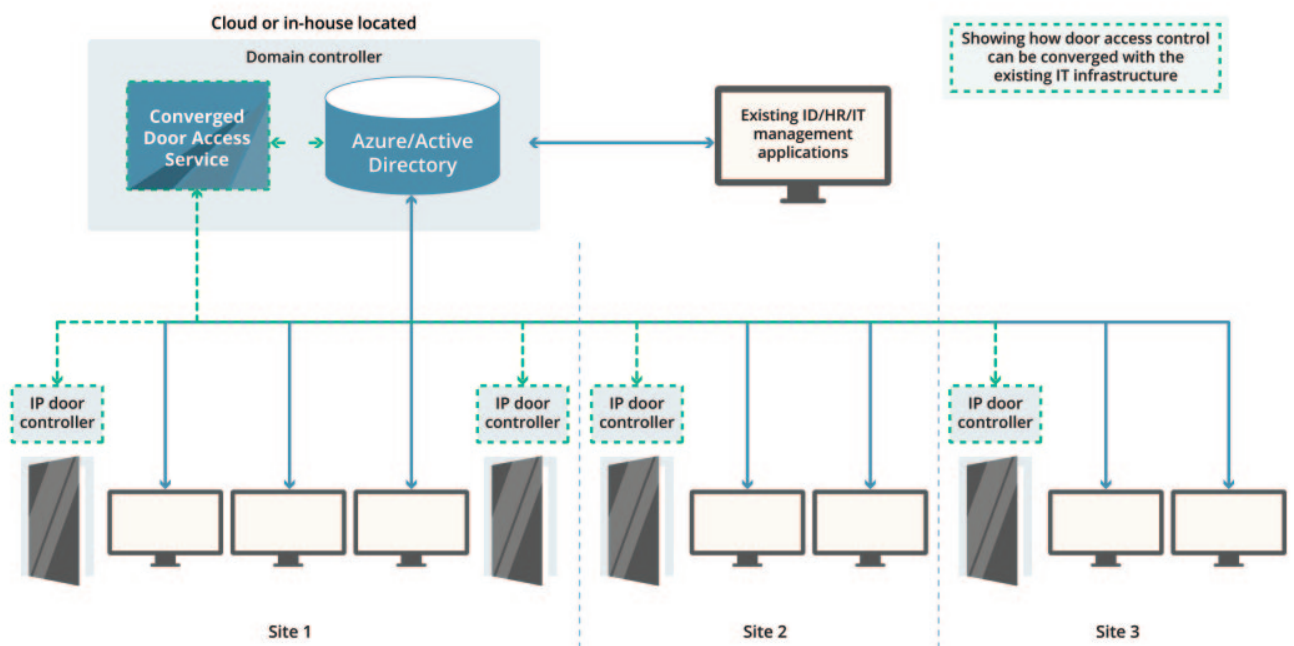 Cloud or in-house located
Domain controller
Converged
Door Access
Service
Azure/Active
Directory
Existing ID/HR/IT
management
applications
Showing how door access control
can be converged with the
existing IT infrastructure
IP door
controller
IP door
controller
IP door
controller
IP door
controller
Site 1
Site 2
Site 3